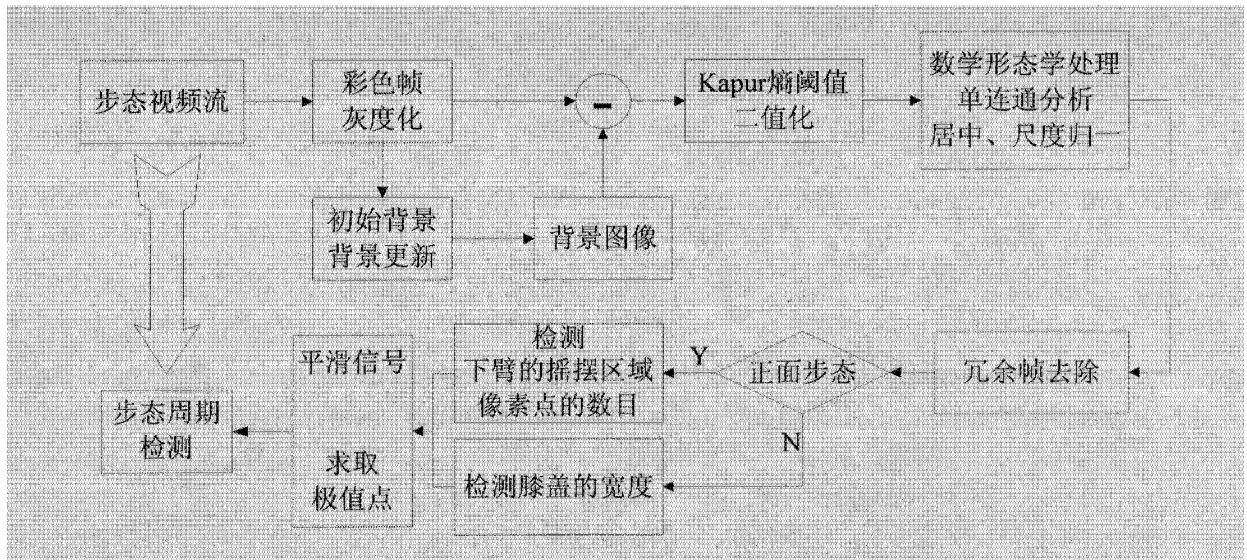 步态视频流
彩色帧
灰度化
Kapur熵阈值
二值化
数学形态学处理
单连通分析
居中、尺度归一
初始背景
背景更新
背景图像
冗余帧去除
正面步态
Y
N
检测
下臂的摇摆区域
像素点的数目
检测膝盖的宽度
平滑信号
求取
极值点
步态周期
检测